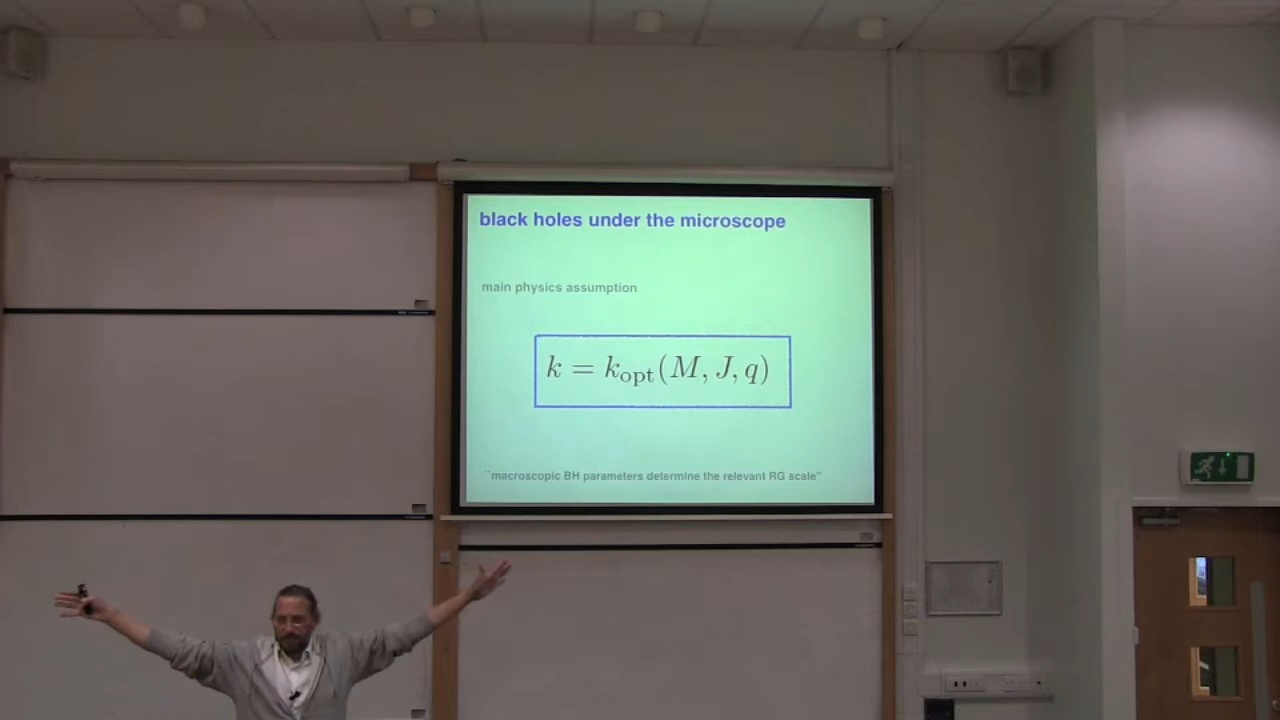 black holes under the microscope
main physics assumption
k = k_opt(M, J, q)
``macroscopic BH parameters determine the relevant RG scale''